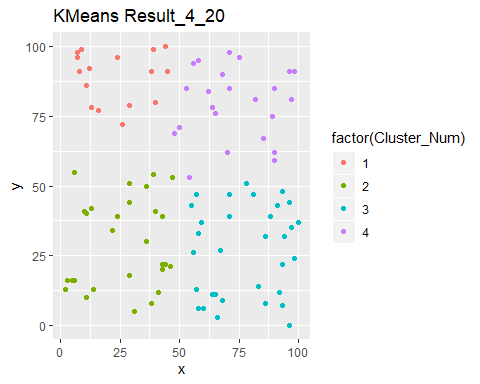 KMeans Result_4_20
100
75
50
25
0
y
0 25 50 75 100
x
factor(Cluster_Num)
1
2
3
4